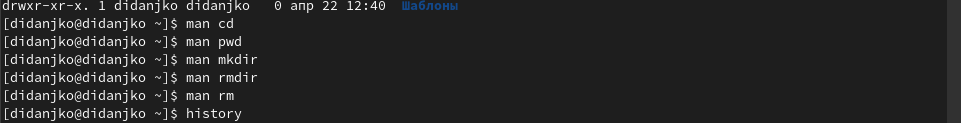 drwxr-xr-x. 1 didanjko didanjko   0 апр 22 12:40  Шаблоны
[didanjko@didanjko ~]$ man cd
[didanjko@didanjko ~]$ man pwd
[didanjko@didanjko ~]$ man mkdir
[didanjko@didanjko ~]$ man rmdir
[didanjko@didanjko ~]$ man rm
[didanjko@didanjko ~]$ history